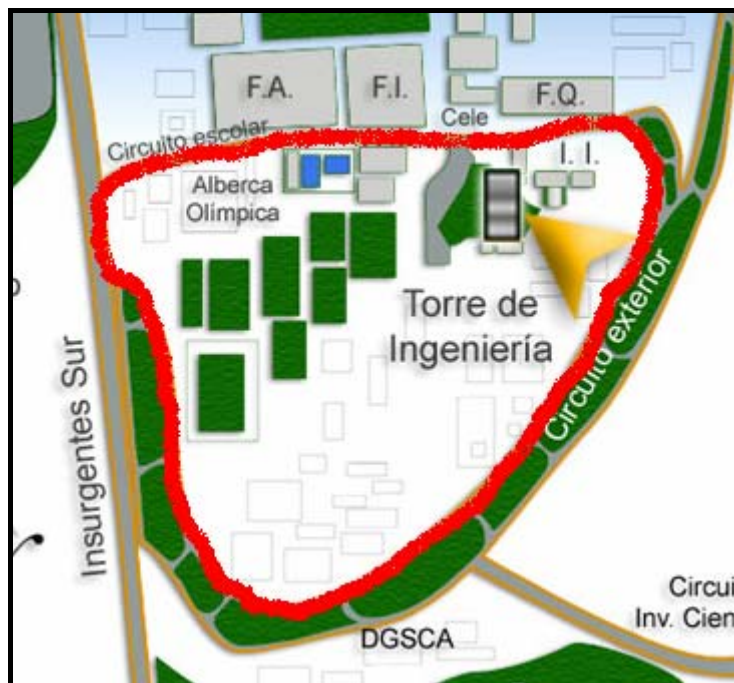 F.A.
F.I.
F.Q.
Cele
Circuito escolar
I. I.
Alberca
Olímpica
Torre de
Ingeniería
Insurgentes Sur
Circuito exterior
Circui
Inv. Cien
DGSCA